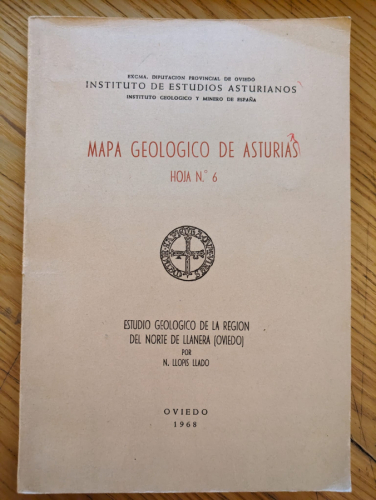 EXCMA. DIPUTACION PROVINCIAL DE OVIEDO
INSTITUTO DE ESTUDIOS ASTURIANOS
INSTITUTO GEOLOGICO Y MINERO DE ESPAÑA
MAPA GEOLOGICO DE ASTURIAS
HOJA N.° 6
ESTUDIO GEOLOGICO DE LA REGION
DEL NORTE DE LLANERA (OVIEDO)
POR
N. LLOPIS LLADO
OVIEDO
1968